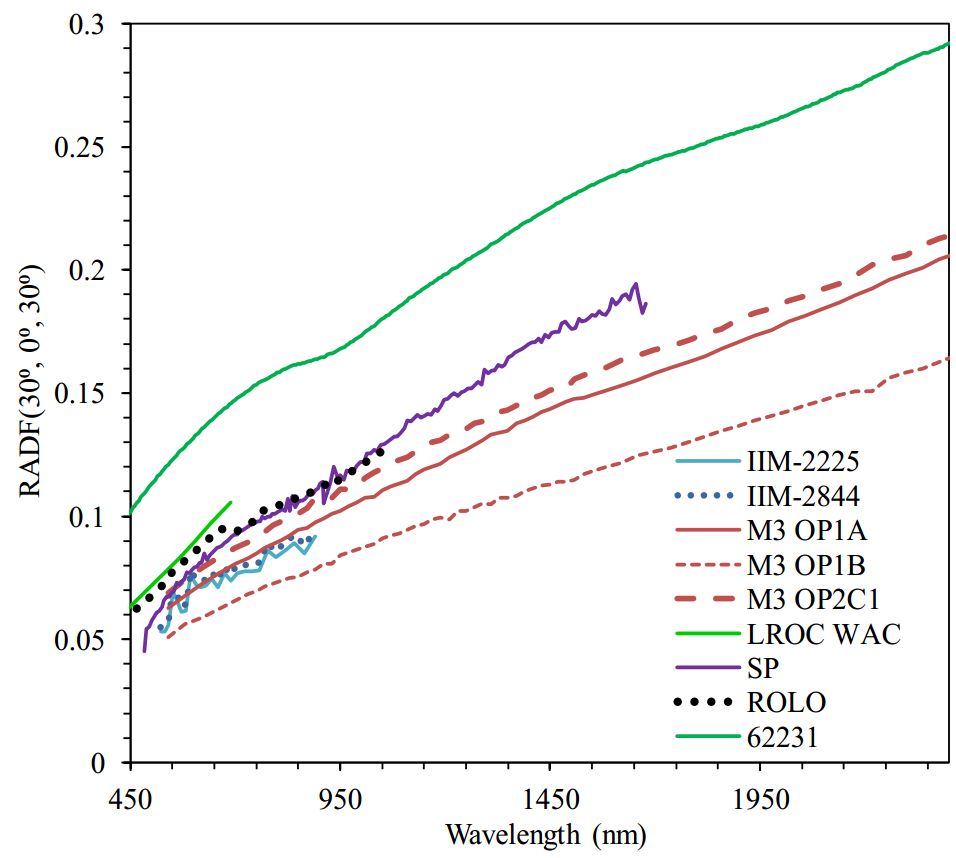 0.3
0.25
0.2
0.15
0.1
0.05
0
RADF(30º, 0º, 30º)
450
950
1450
1950
Wavelength (nm)
IIM-2225
IIM-2844
M3 OP1A
M3 OP1B
M3 OP2C1
LROC WAC
SP
ROLO
62231